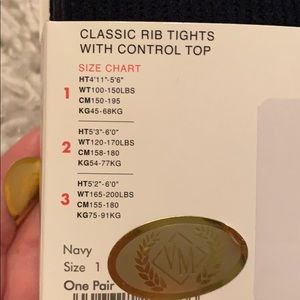 CLASSIC RIB TIGHTS
WITH CONTROL TOP
SIZE CHART
1
HT4'11"-5'6"
WT100-150LBS
CM150-195
KG45-68KG
2
HT5'3"-6'0"
WT120-170LBS
CM158-180
KG54-77KG
3
HT5'2"-6'0"
WT165-200LBS
CM155-180
KG75-91KG
Navy
Size 1
One Pair